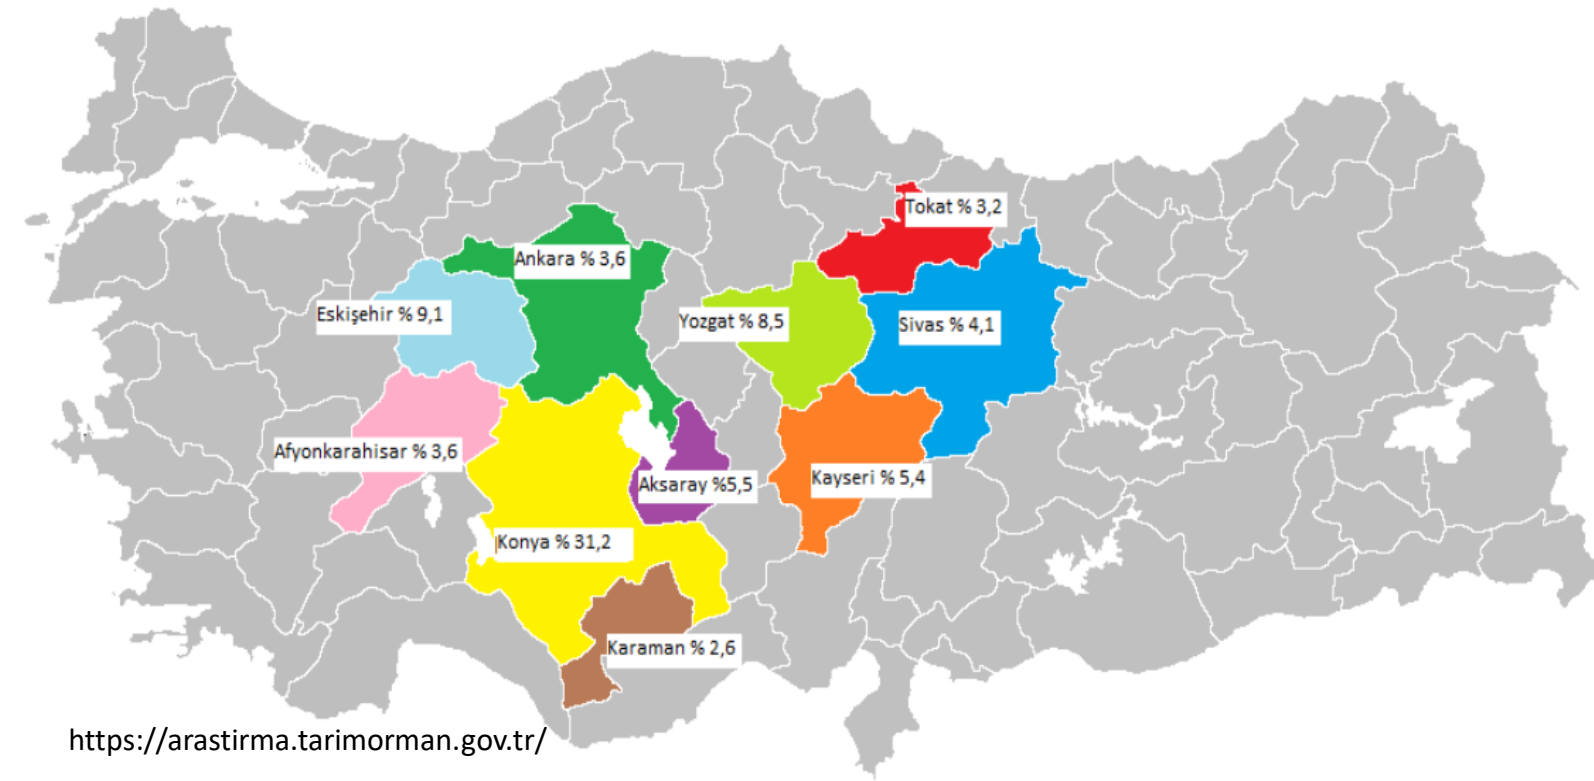 Tokat % 3,2
Ankara % 3,6
Eskişehir % 9,1
Yozgat % 8,5
Sivas % 4,1
Afyonkarahisar % 3,6
Kayseri % 5,4
Aksaray %5,5
Konya % 31,2
Karaman % 2,6
https://arastirma.tarimorman.gov.tr/